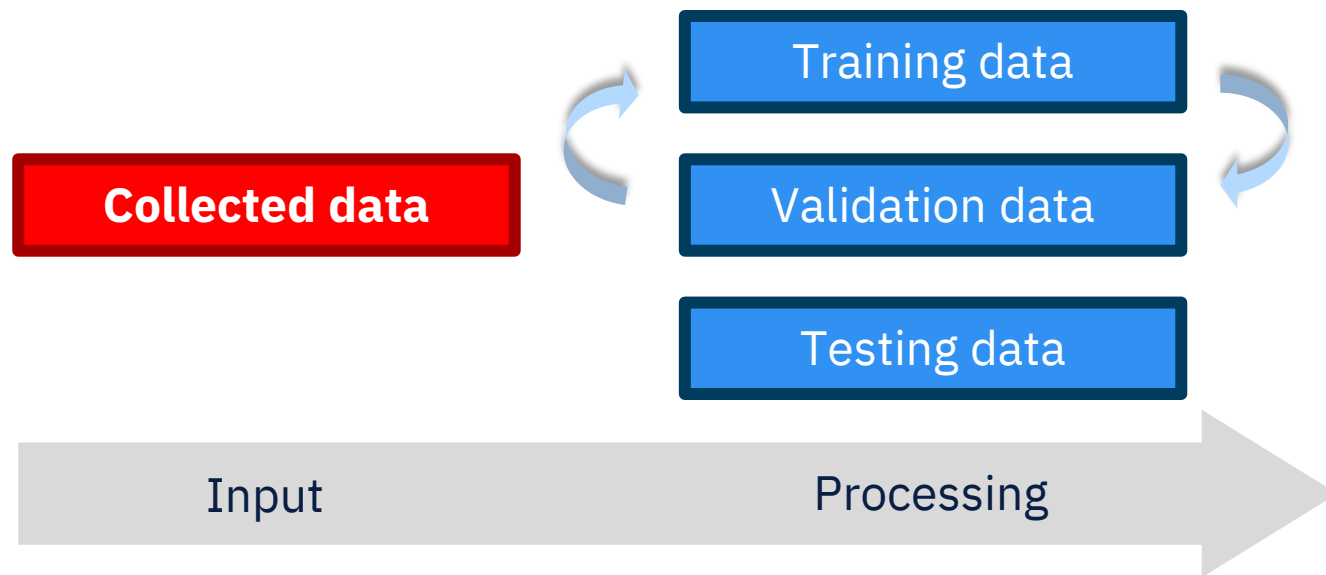 Training data
Collected data
Validation data
Testing data
Input
Processing